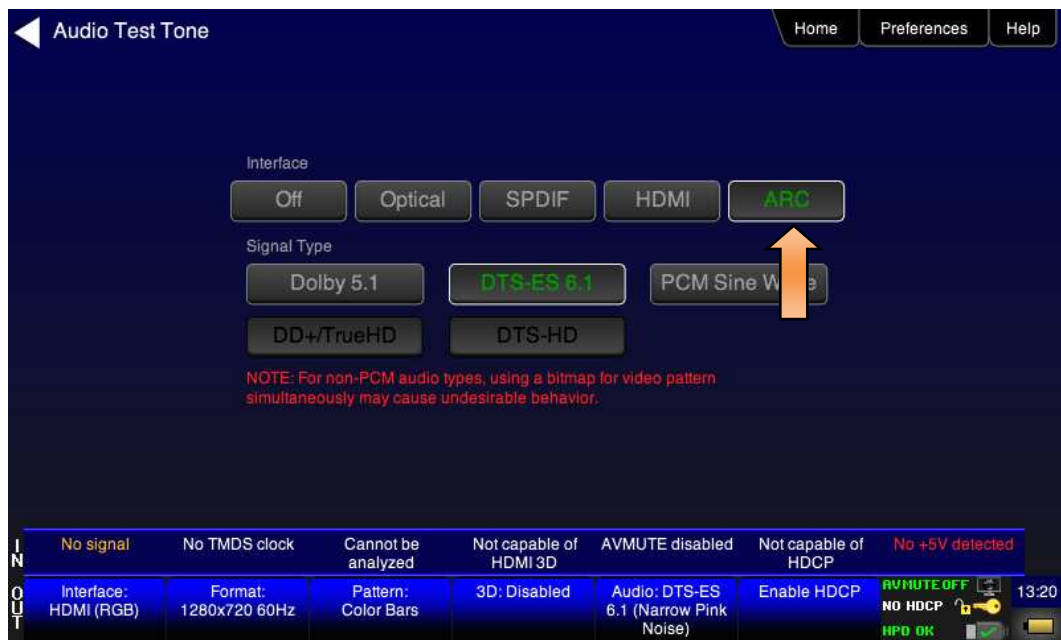 Audio Test Tone
Home Preferences Help
Interface
Off Optical SPDIF HDMI ARC
Signal Type
Dolby 5.1 DTS-ES 6.1 PCM Sine W e
DD+/TrueHD DTS-HD
NOTE: For non-PCM audio types, using a bitmap for video pattern
simultaneously may cause undesirable behavior.
IN
No signal
No TMDS clock
Cannot be
analyzed
Not capable of
HDMI 3D
AVMUTE disabled
Not capable of
HDCP
No +5V detected
OUT
Interface:
HDMI (RGB)
Format:
1280x720 60Hz
Pattern:
Color Bars
3D: Disabled
Audio: DTS-ES
6.1 (Narrow Pink
Noise)
Enable HDCP
AVMUTEOFF
NO HDCP
HPD OK
13:20